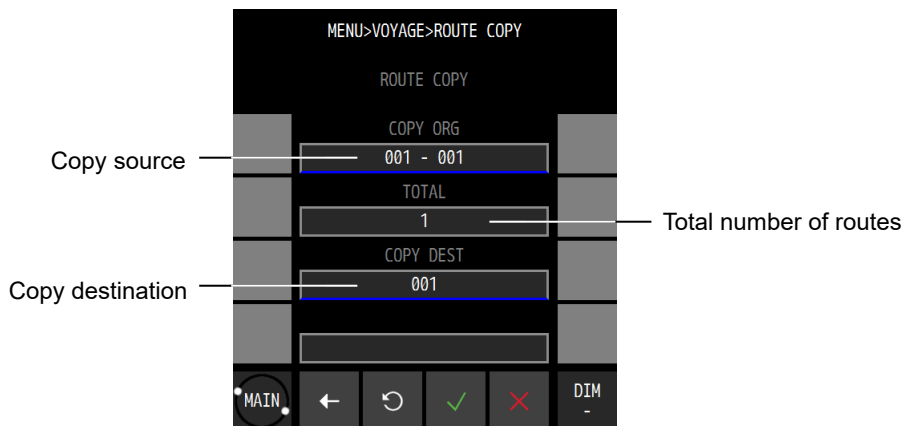 MENU>VOYAGE>ROUTE COPY
ROUTE COPY
COPY ORG
Copy source
001 - 001
TOTAL
1
Total number of routes
COPY DEST
Copy destination
001
MAIN
DIM
-